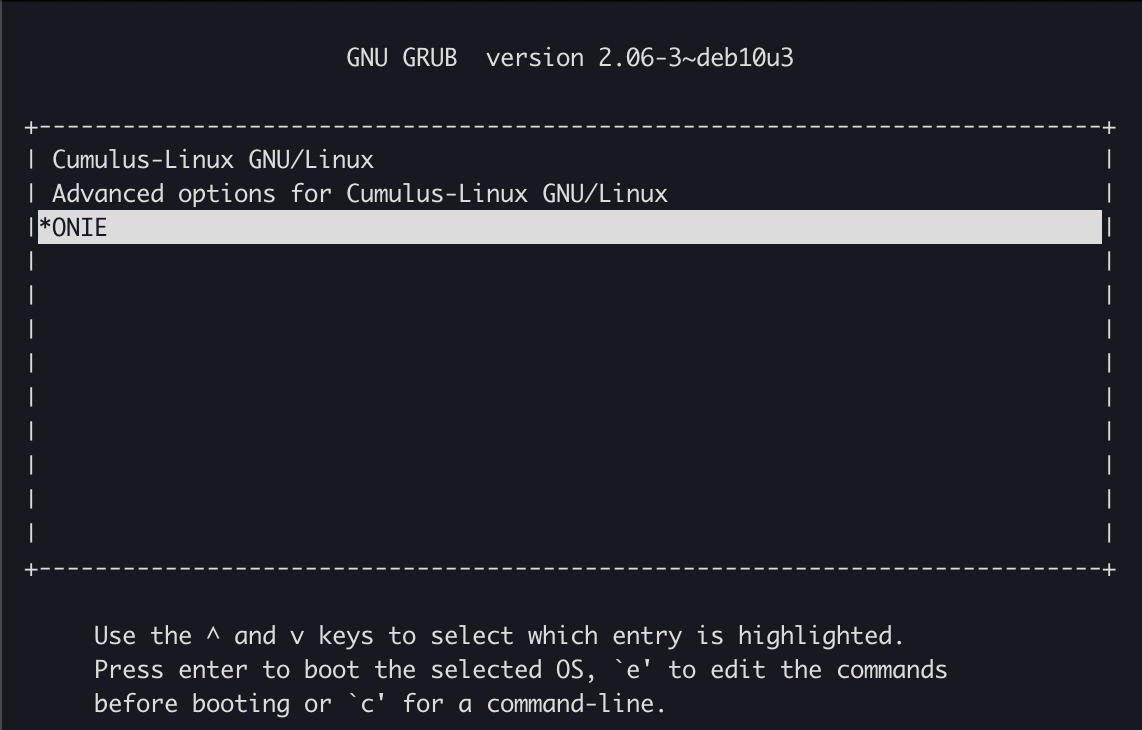 GNU GRUB  version 2.06-3~deb10u3
Cumulus-Linux GNU/Linux
Advanced options for Cumulus-Linux GNU/Linux
*ONIE
Use the ^ and v keys to select which entry is highlighted.
Press enter to boot the selected OS, `e' to edit the commands
before booting or `c' for a command-line.